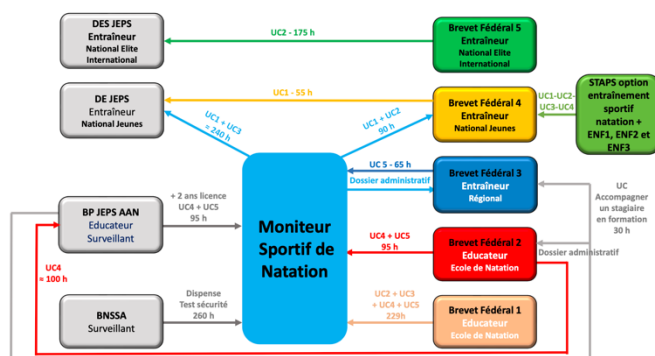 DES JEPS
Entraîneur
National Elite
International
UC2 - 175 h
Brevet Fédéral 5
Entraîneur
National Elite
International
DE JEPS
Entraîneur
National Jeunes
UC1 - 55 h
Brevet Fédéral 4
Entraîneur
National Jeunes
UC1-UC2-
UC3-UC4
STAPS option
entraînement
sportif
natation +
ENF1, ENF2 et
ENF3
UC1 + UC3
≈ 240h
UC1 + UC2
90 h
Moniteur
Sportif de
Natation
UC 5 - 65 h
Dossier administratif
Brevet Fédéral 3
Entraîneur
Régional
UC
Accompagner
un stagiaire
en formation
30 h
BP JEPS AAN
Educateur
Surveillant
+ 2 ans licence
UC4 + UC5
95 h
UC4 + UC5
95 h
Brevet Fédéral 2
Educateur
Ecole de Natation
Dossier administratif
UC4
≈ 100 h
BNSSA
Surveillant
Dispense
Test sécurité
260 h
UC2 + UC3
+ UC4 + UC5
229h
Brevet Fédéral 1
Educateur
Ecole de Natation